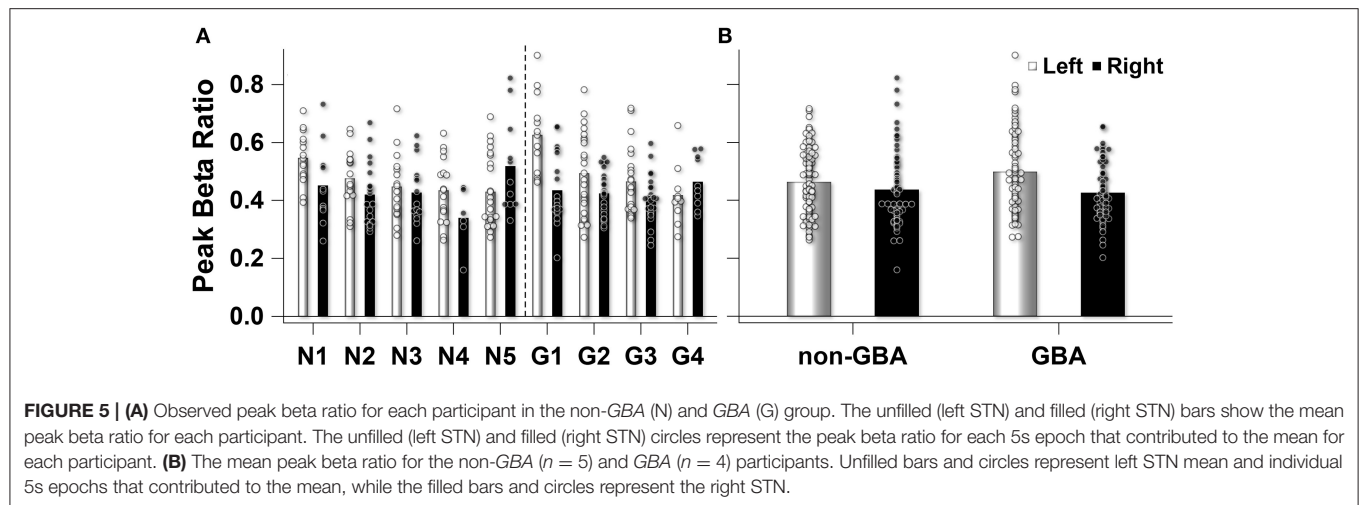 A
B
Left Right
Peak Beta Ratio
0.8
0.6
0.4
0.2
0.0
N1 N2 N3 N4 N5 G1 G2 G3 G4
non-GBA GBA
FIGURE 5 | (A) Observed peak beta ratio for each participant in the non-GBA (N) and GBA (G) group. The unfilled (left STN) and filled (right STN) bars show the mean
peak beta ratio for each participant. The unfilled (left STN) and filled (right STN) circles represent the peak beta ratio for each 5s epoch that contributed to the mean for
each participant. (B) The mean peak beta ratio for the non-GBA (n = 5) and GBA (n = 4) participants. Unfilled bars and circles represent left STN mean and individual
5s epochs that contributed to the mean, while the filled bars and circles represent the right STN.